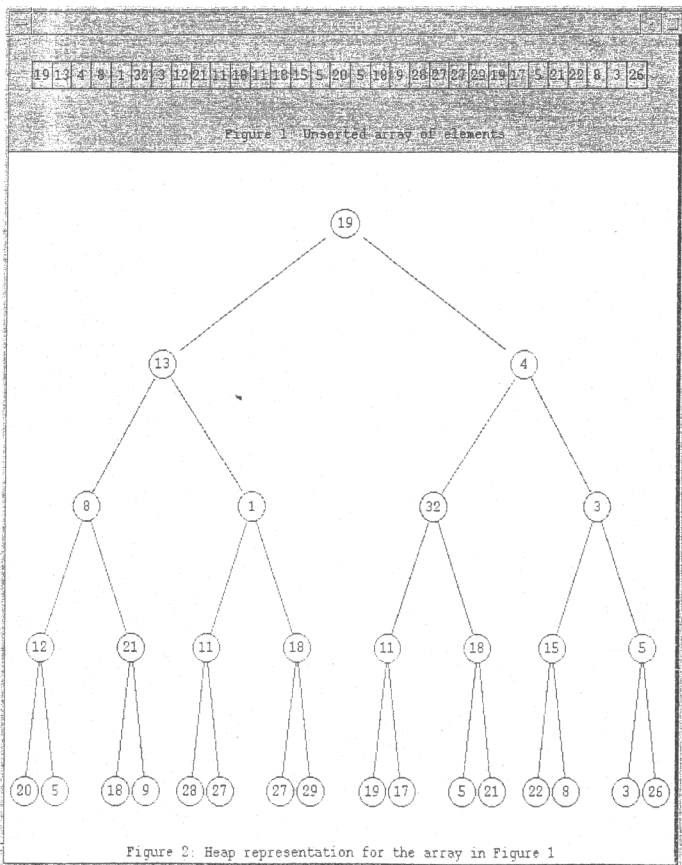 19 13 4 8 1 32 3 12 21 11 18 11 18 15 5 20 5 18 9 28 27 27 29 19 17 5 21 22 8 3 26
Figure 1: Unsorted array of elements
19
13 4
8 1 32 3
12 21 11 18 11 18 15 5
20 5 18 9 28 27 27 29 19 17 5 21 22 8 3 26
Figure 2: Heap representation for the array in Figure 1